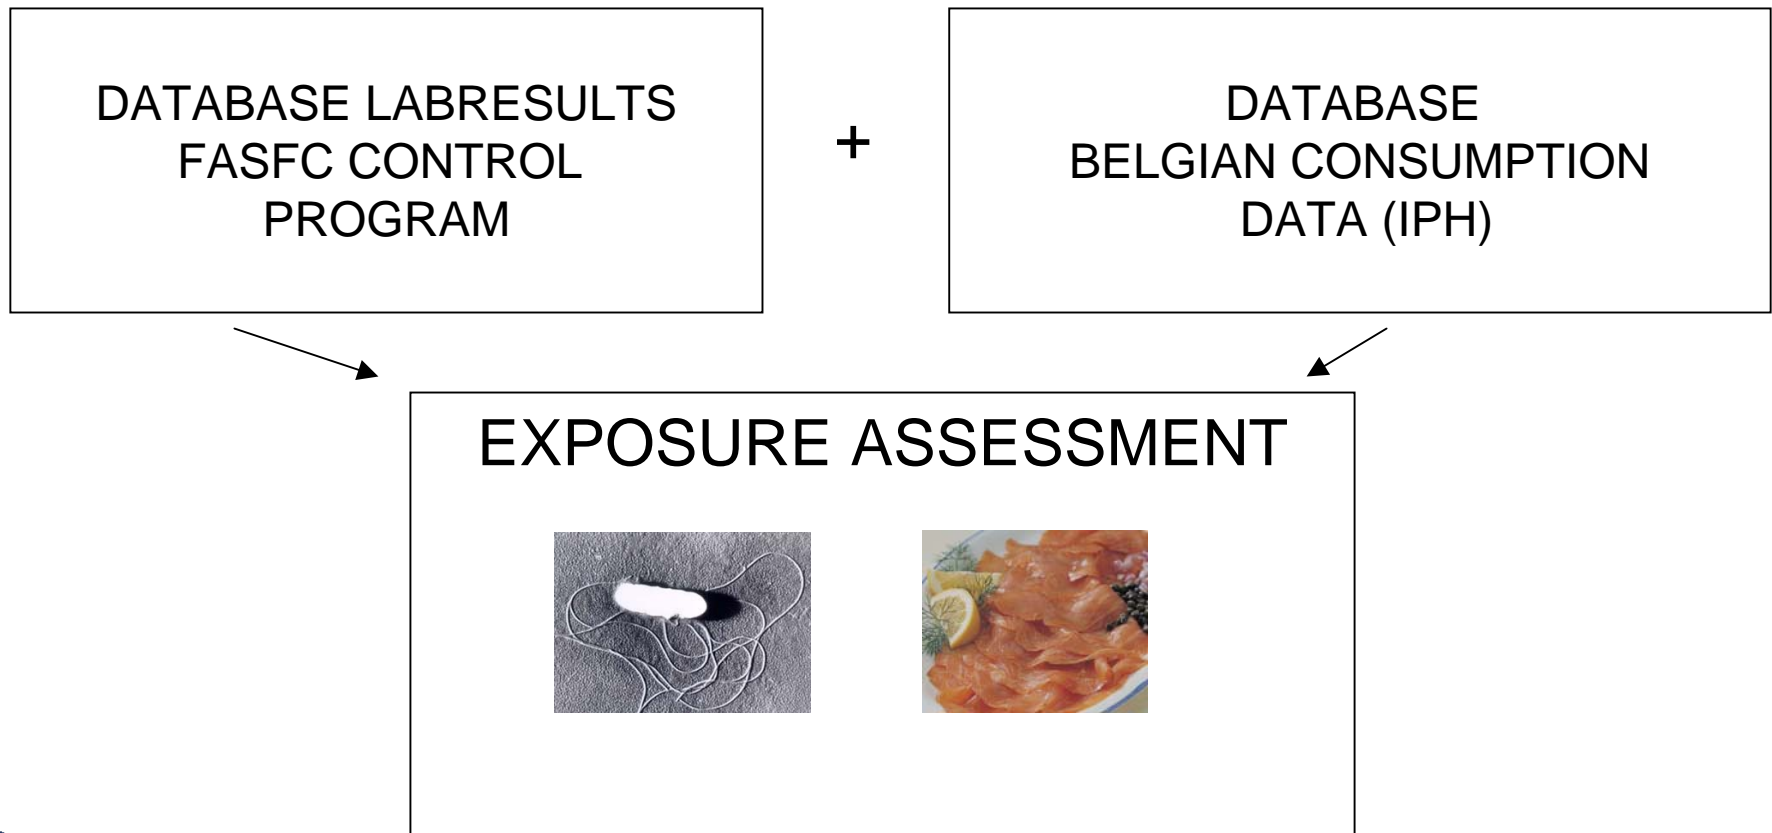 DATABASE LABRESULTS
FASFC CONTROL
PROGRAM
+
DATABASE
BELGIAN CONSUMPTION
DATA (IPH)
EXPOSURE ASSESSMENT